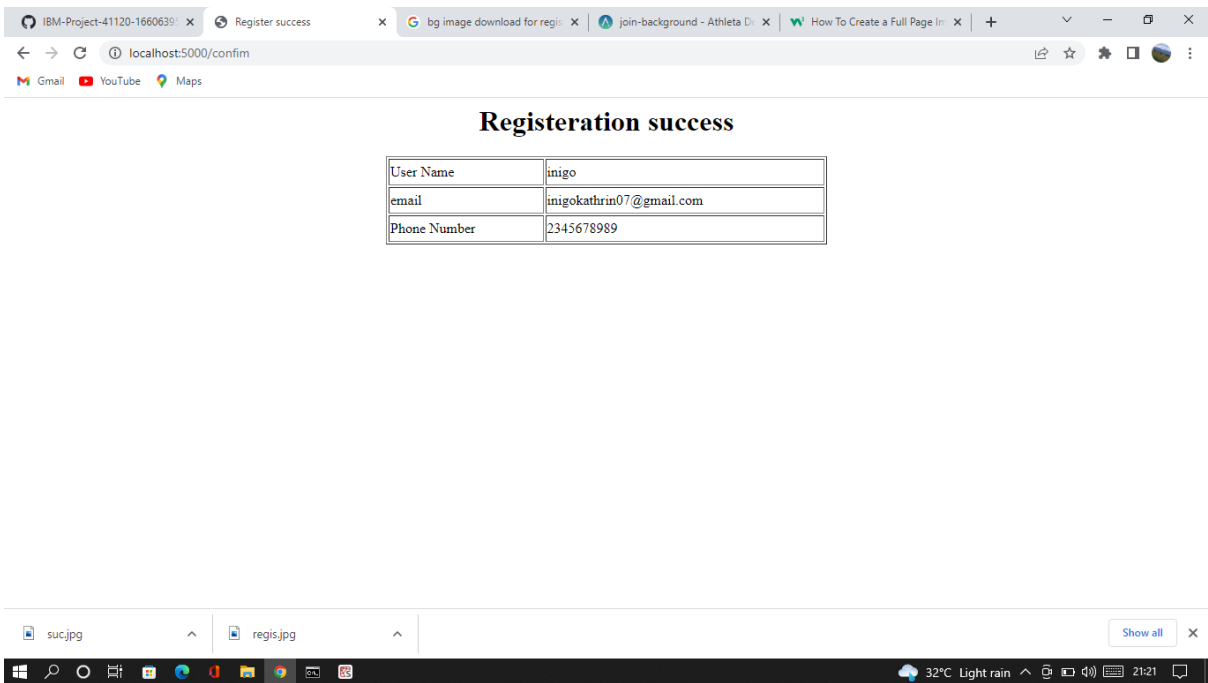 IBM-Project-41120-1660639 Register success bg image download for regis join-background - Athleta De How To Create a Full Page Im
localhost:5000/confim
Gmail YouTube Maps
Registeration success
User Name inigo
email inigokathrin07@gmail.com
Phone Number 2345678989
suc.jpg regis.jpg Show all
32°C Light rain 21:21